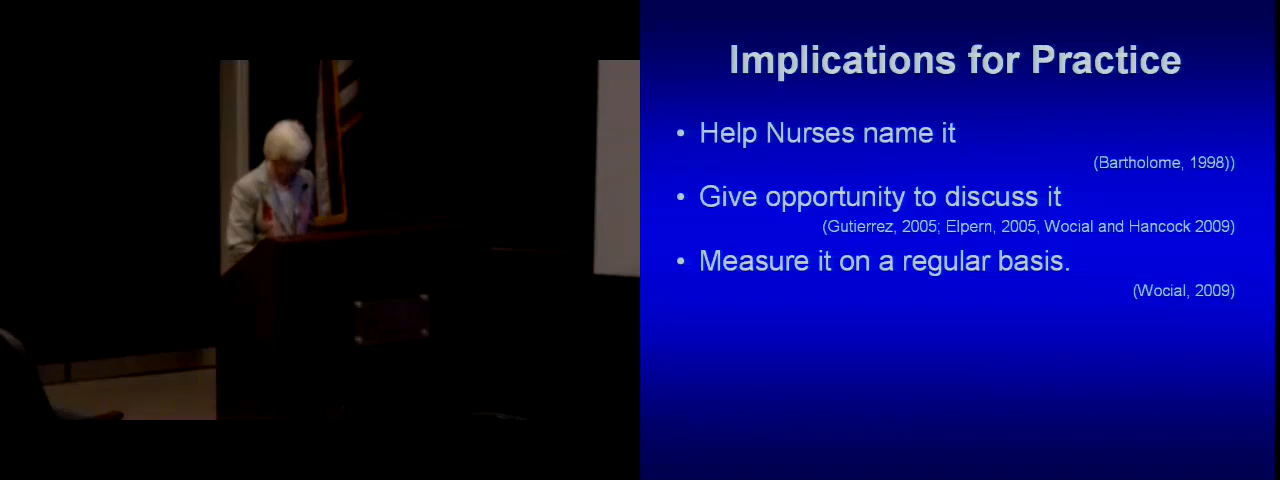 Implications for Practice
• Help Nurses name it
(Bartholome, 1998))
• Give opportunity to discuss it
(Gutierrez, 2005; Elpern, 2005, Wocial and Hancock 2009)
• Measure it on a regular basis.
(Wocial, 2009)